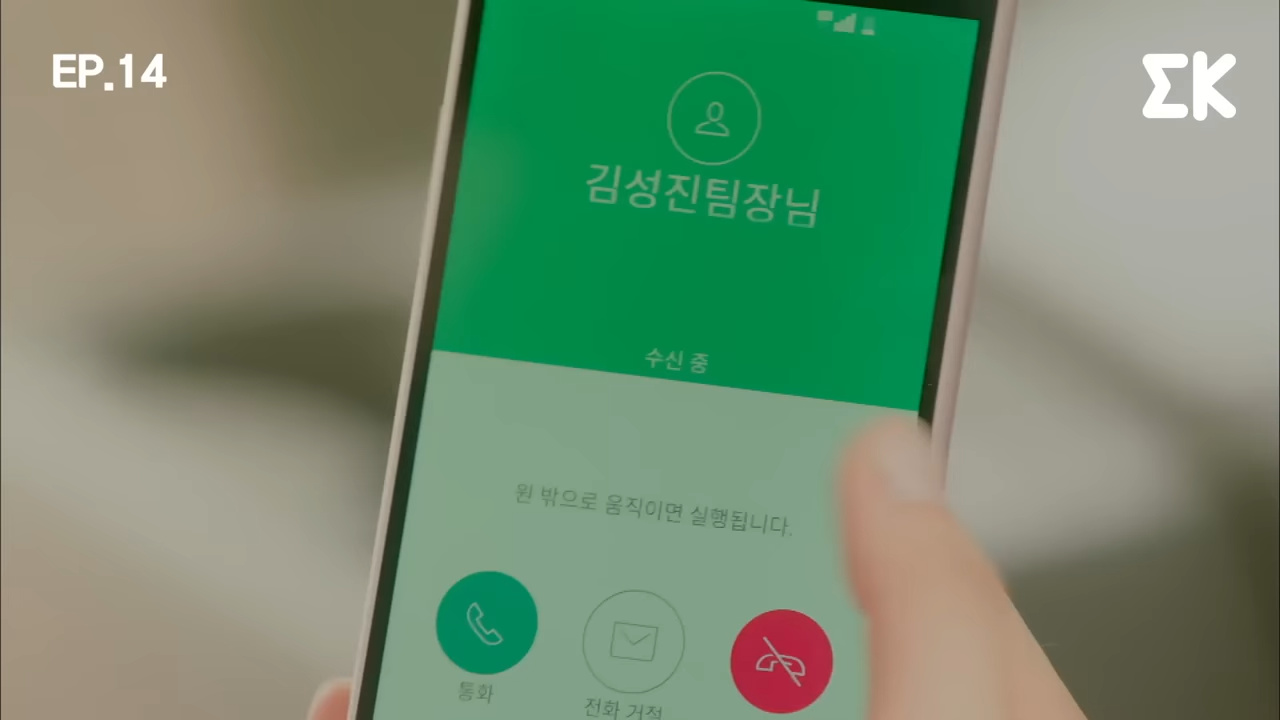 EP.14
ΣK
김성진팀장님
수신 중
원 밖으로 움직이면 실행됩니다.
통화
전화 거절